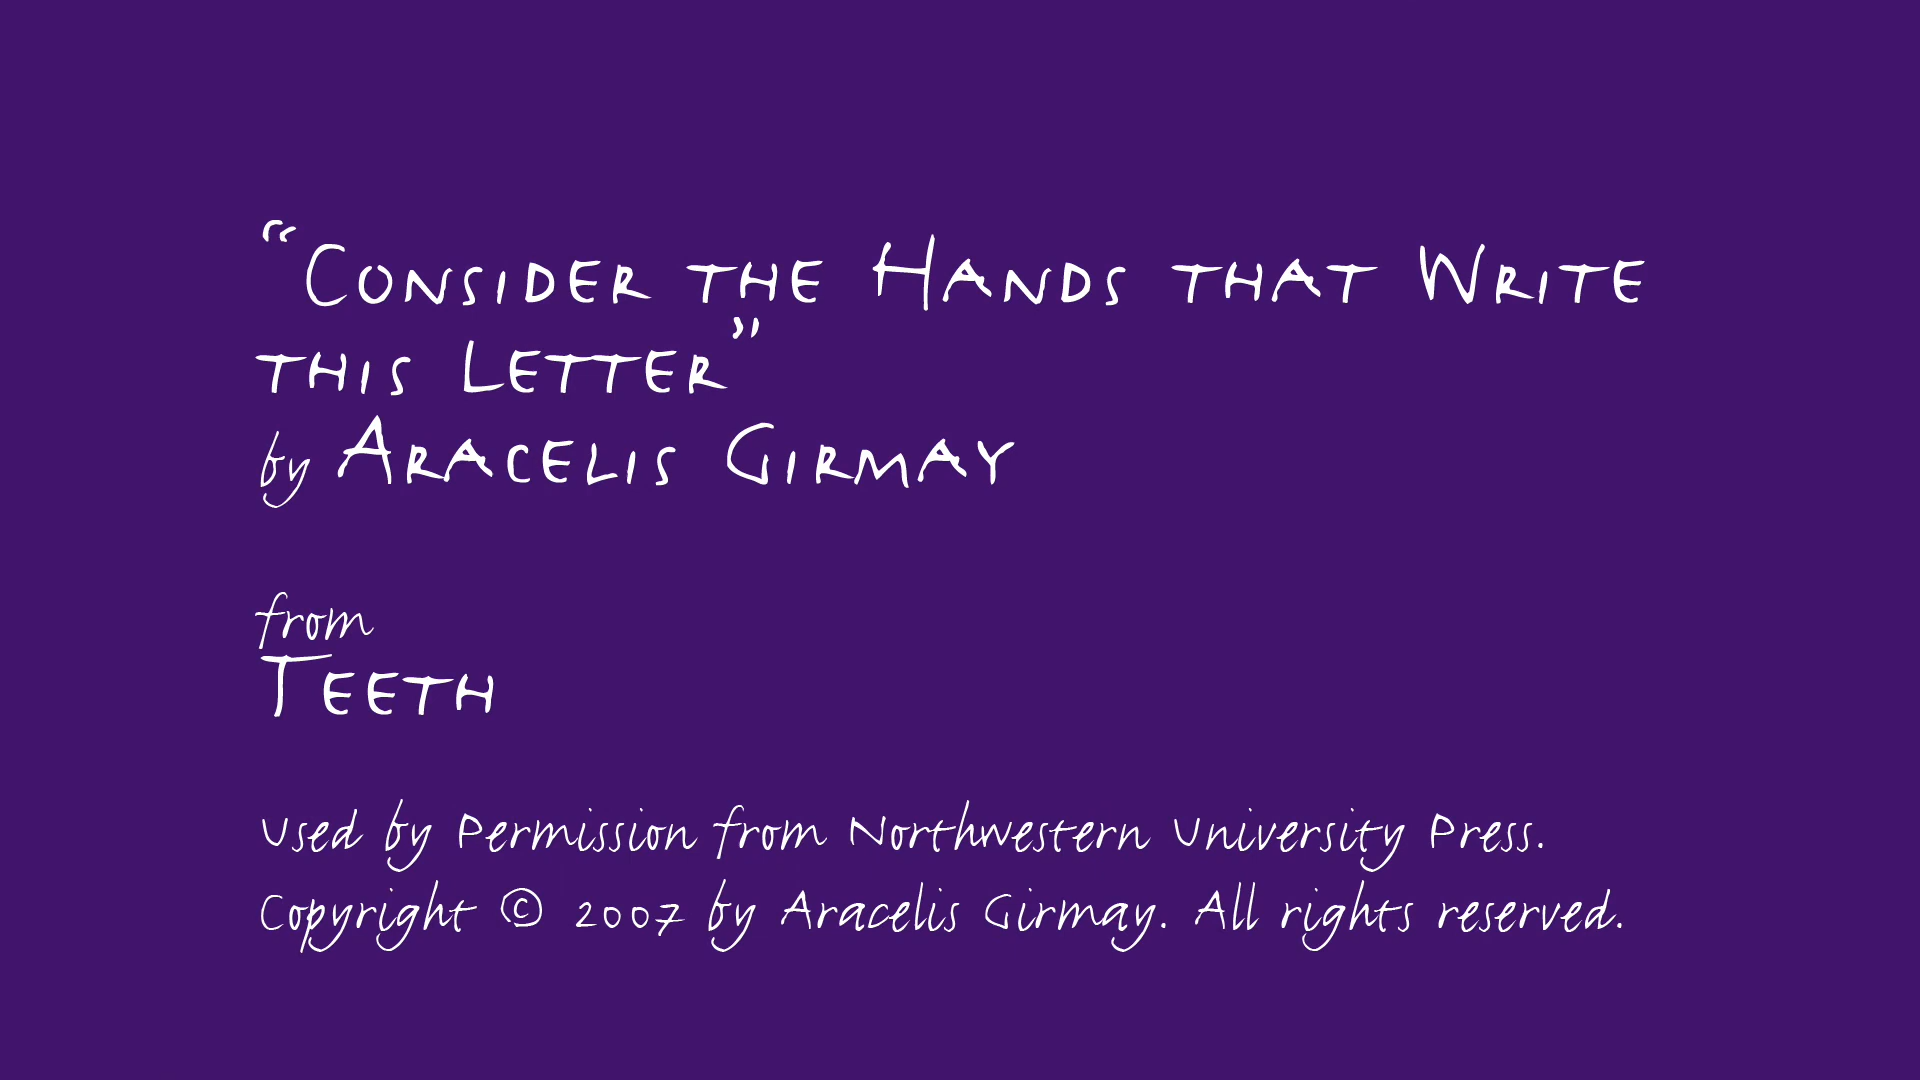 “Consider the Hands that Write
this Letter”
by Aracelis Girmay
from
Teeth
Used by Permission from Northwestern University Press.
Copyright © 2007 by Aracelis Girmay. All rights reserved.